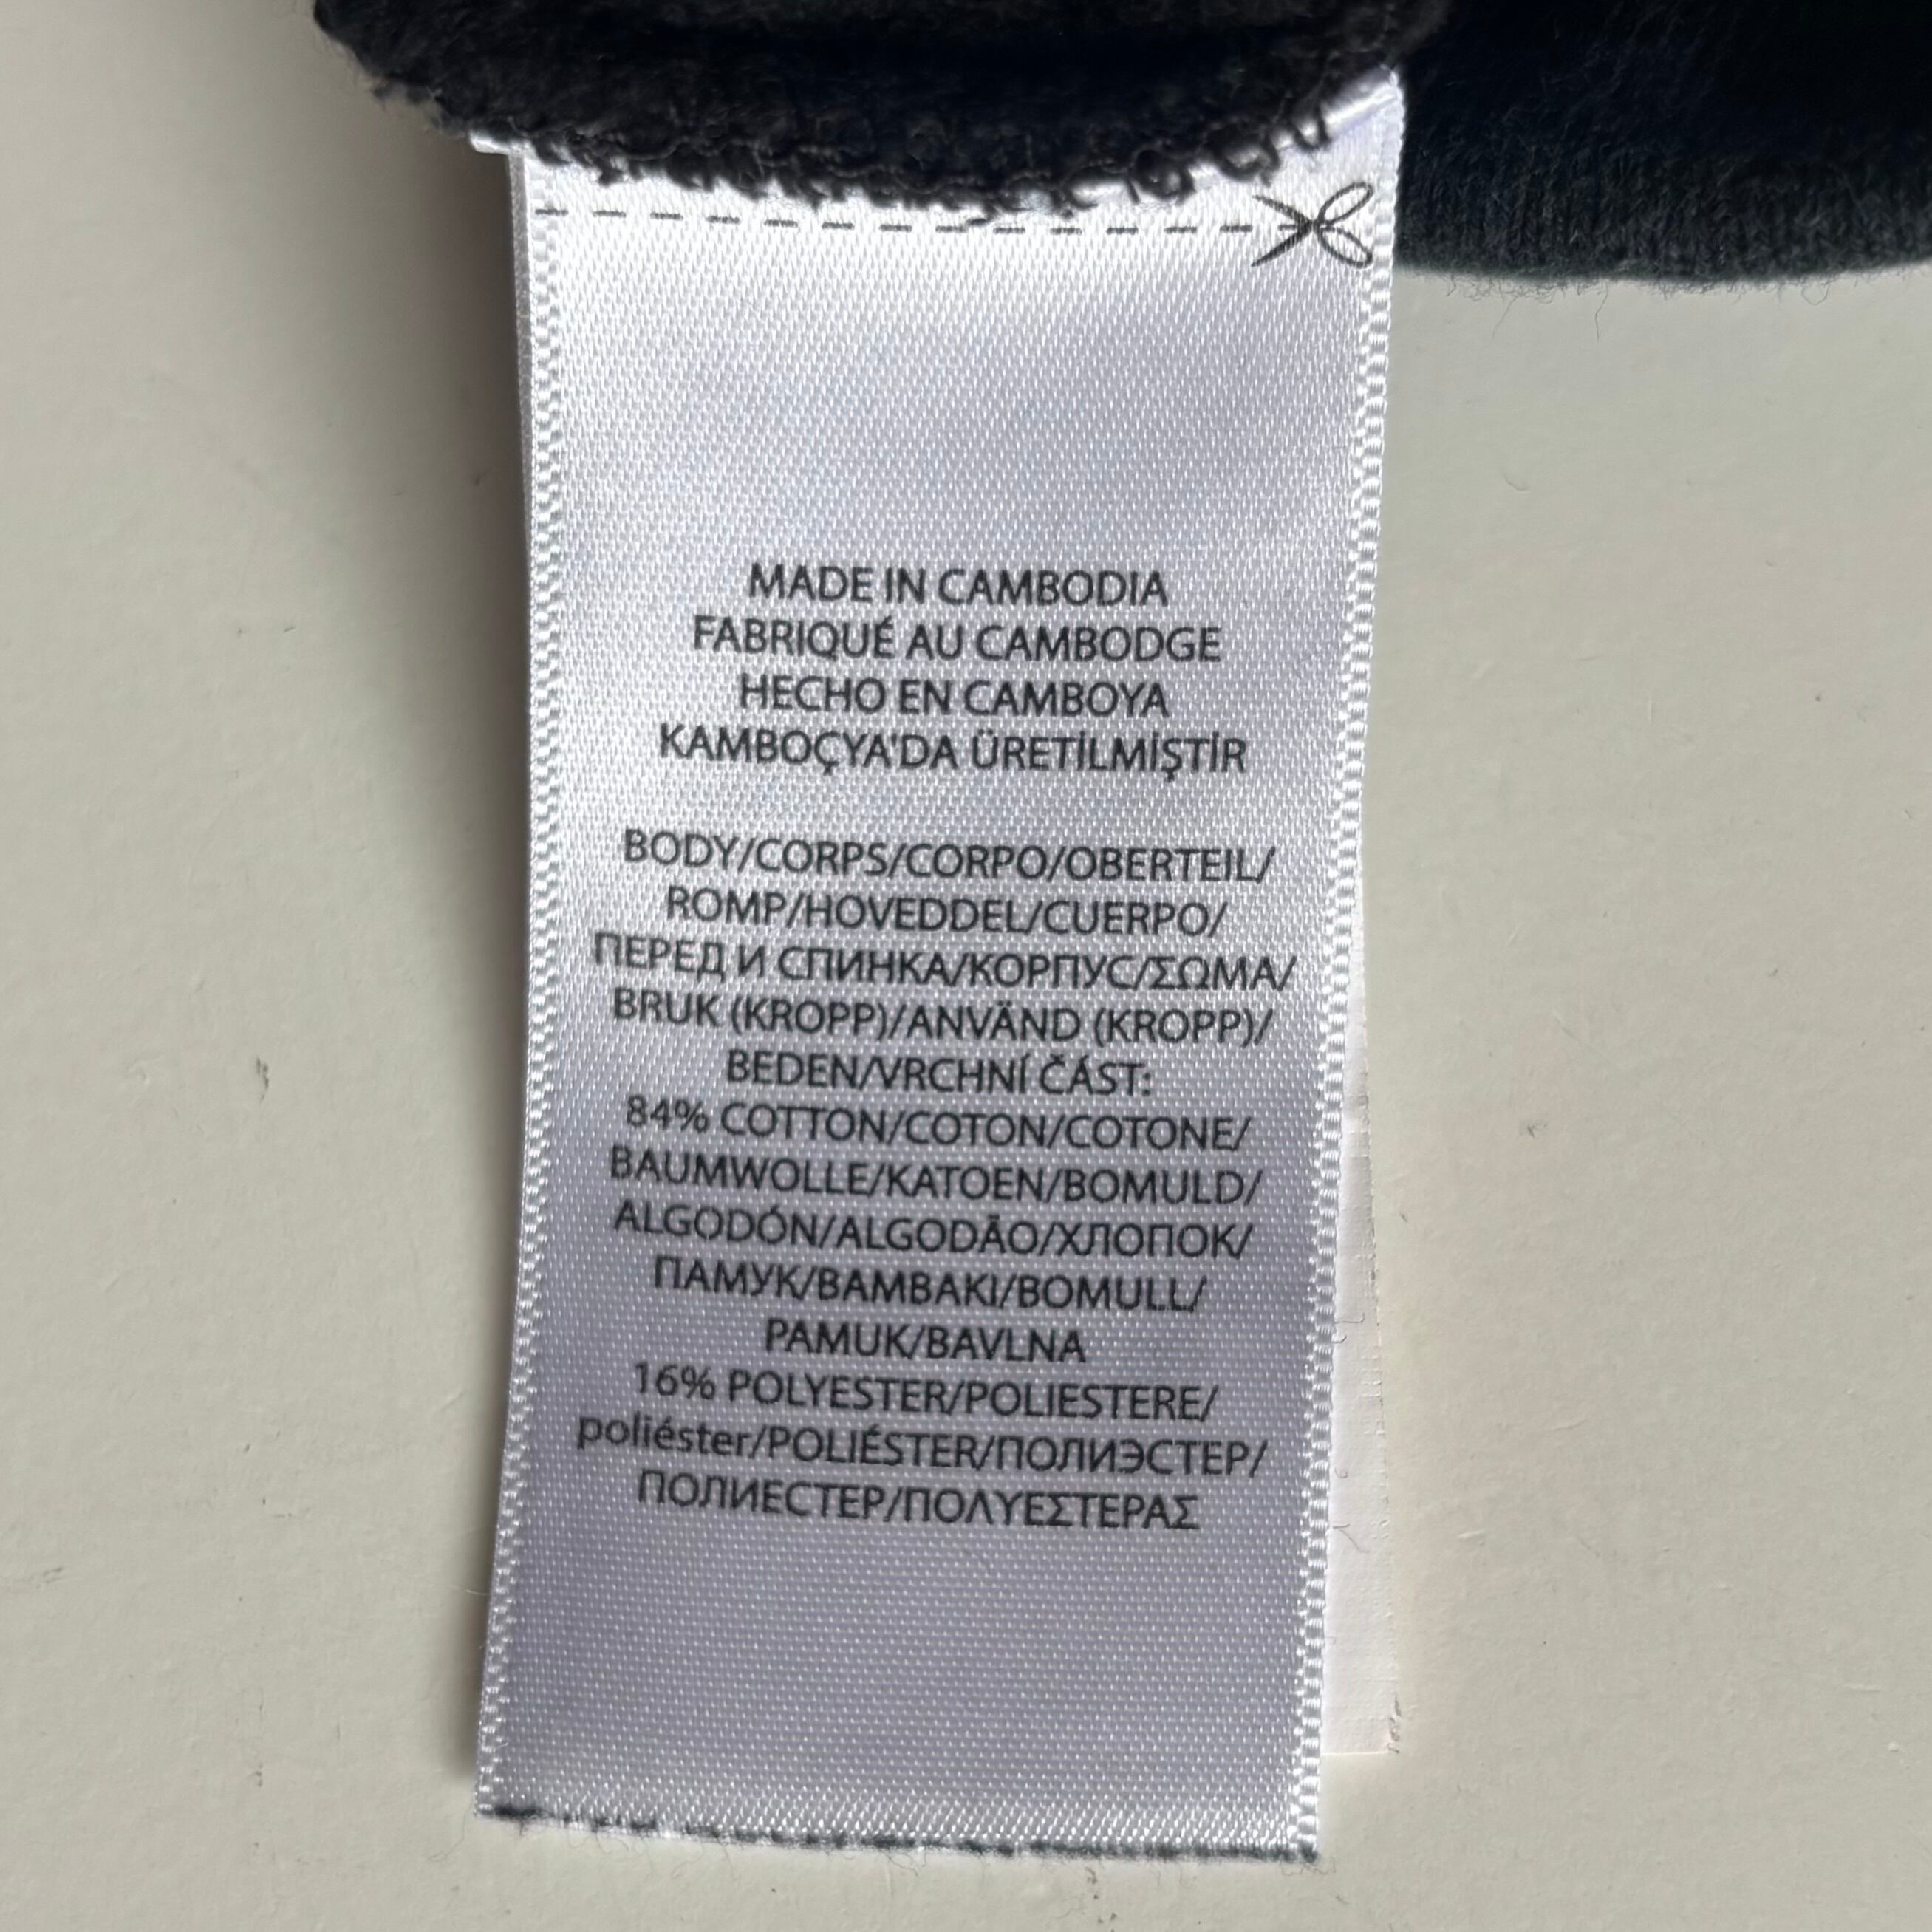 MADE IN CAMBODIA
FABRIQUÉ AU CAMBODGE
HECHO EN CAMBOYA
KAMBOÇYA'DA ÜRETİLMİŞTİR
BODY/CORPS/CORPO/OBERTEIL/
ROMP/HOVEDDEL/CUERPO/
ПЕРЕД И СПИНКА/КОРПУС/ΣΩΜΑ/
BRUK (KROPP)/ANVÄND (KROPP)/
BEDEN/VRCHNÍ ČÁST:
84% COTTON/COTON/COTONE/
BAUMWOLLE/KATOEN/BOMULD/
ALGODÓN/ALGODÃO/ХЛОПОК/
ПАМУК/ΒΑΜΒΑΚΙ/BOMULL/
PAMUK/BAVLNA
16% POLYESTER/POLIESTERE/
poliéster/POLIÉSTER/ПОЛИЭСТЕР/
ПОЛИЕСТЕР/ΠΟΛΥΕΣΤΕΡΑΣ